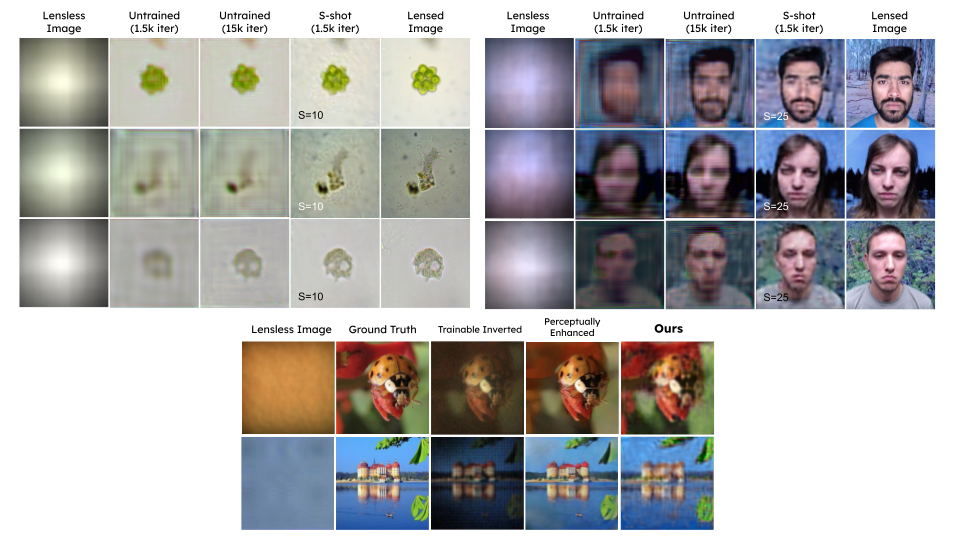 Lensless Image
Untrained (1.5k iter)
Untrained (15k iter)
S-shot (1.5k iter)
Lensed Image
Lensless Image
Untrained (1.5k iter)
Untrained (15k iter)
S-shot (1.5k iter)
Lensed Image
S=10
S=25
S=10
S=25
S=10
S=25
Lensless Image
Ground Truth
Trainable Inverted
Perceptually Enhanced
Ours